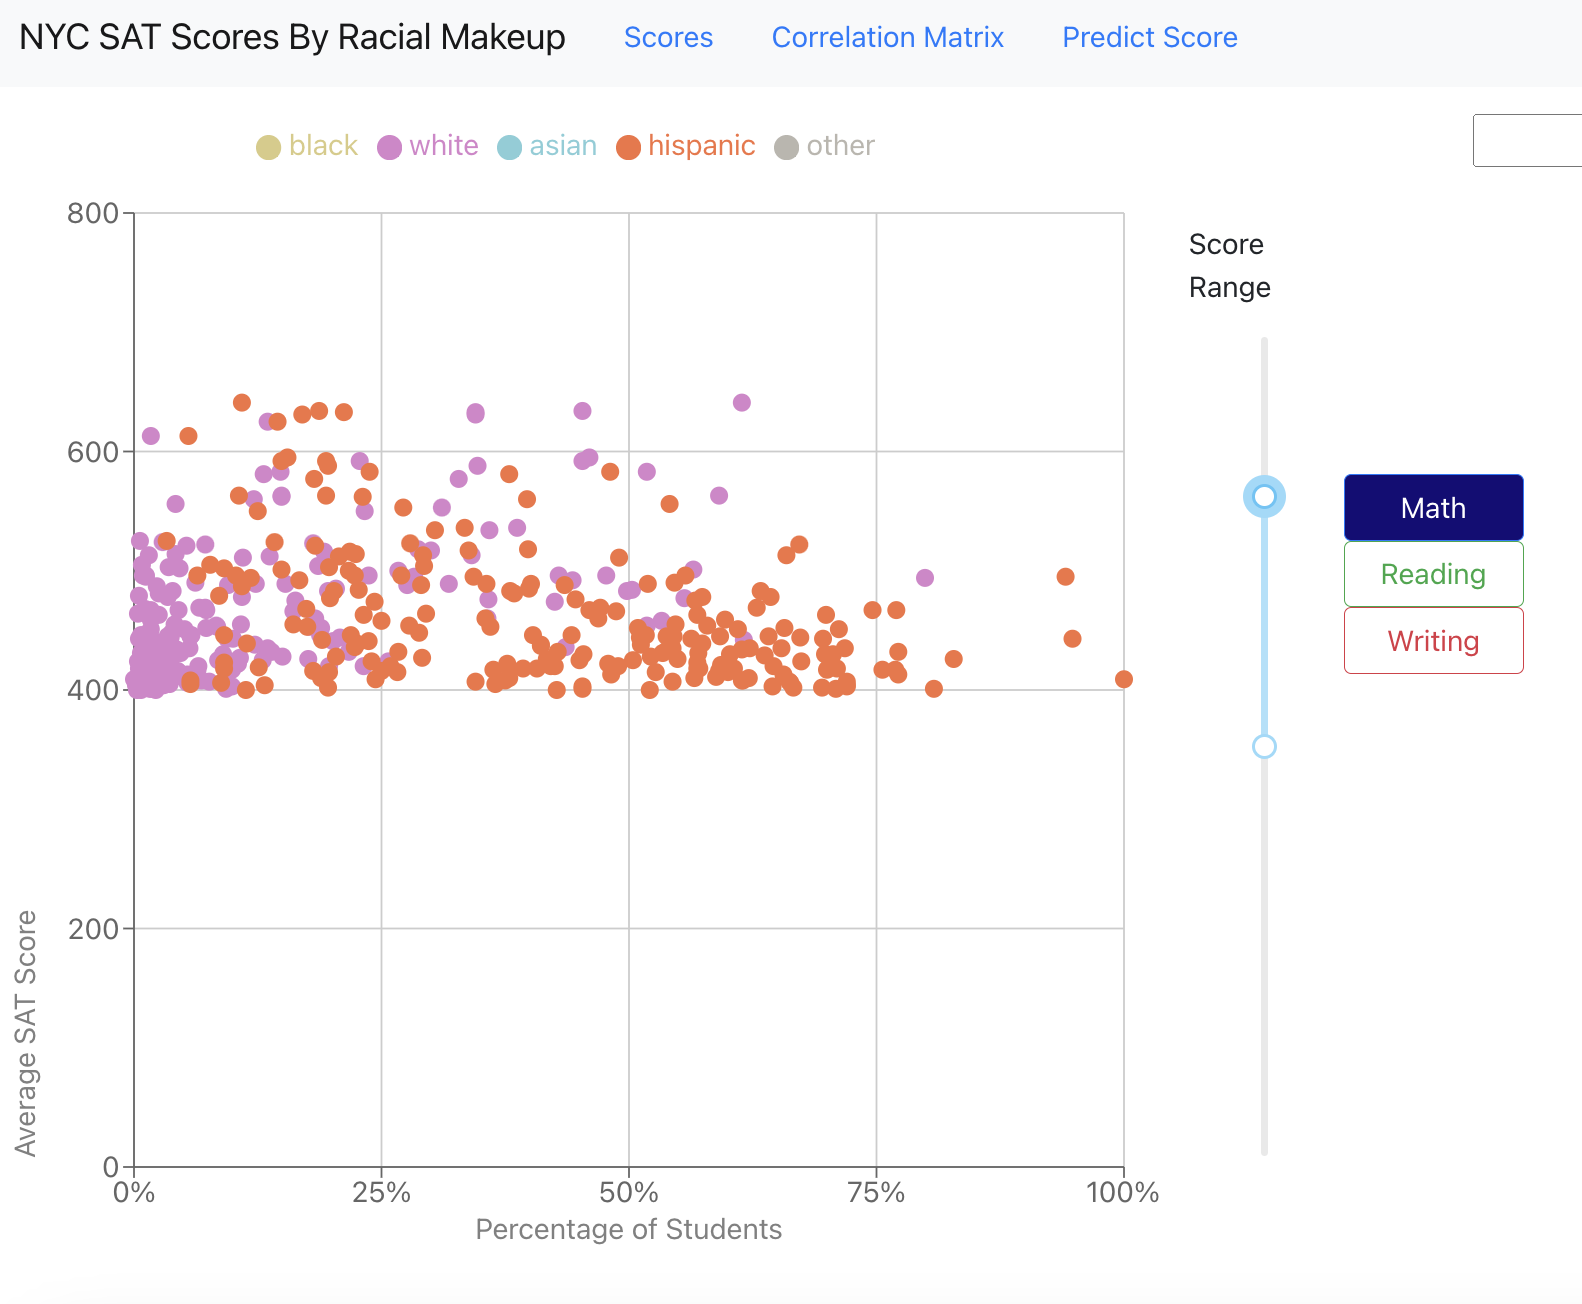 NYC SAT Scores By Racial Makeup Scores Correlation Matrix Predict Score
black white asian hispanic other
800
600
400
200
0
0% 25% 50% 75% 100%
Average SAT Score
Percentage of Students
Score
Range
Math
Reading
Writing